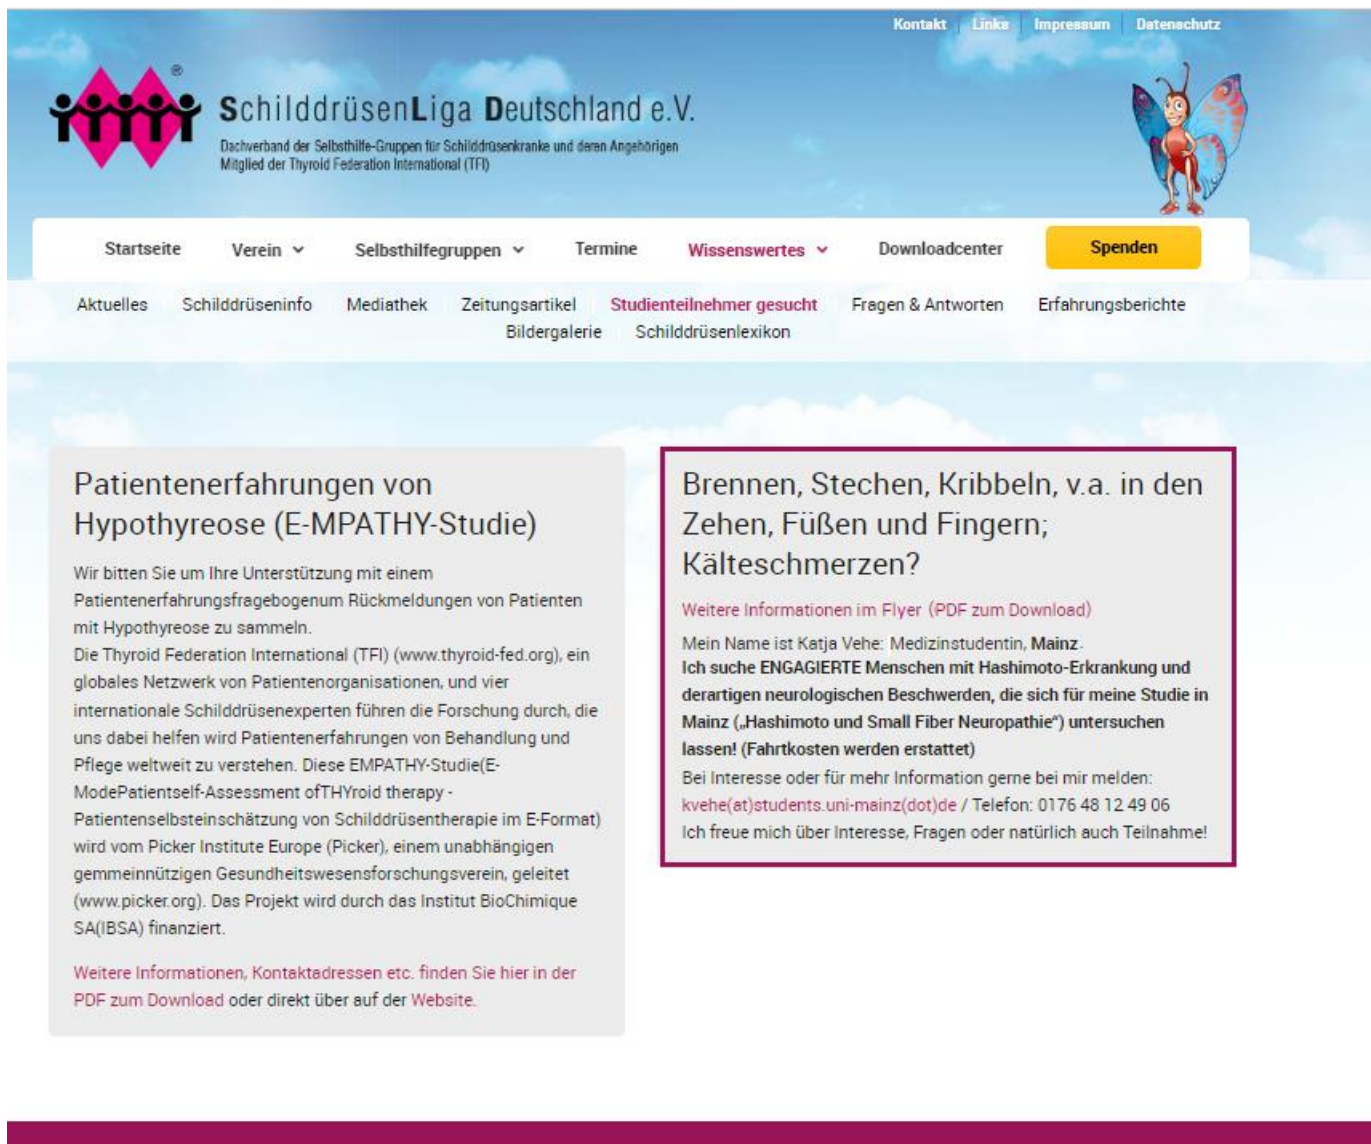 Kontakt Links Impressum Datenschutz
®
SchilddrüsenLiga Deutschland e.V.
Dachverband der Selbsthilfe-Gruppen für Schilddrüsenkranke und deren Angehörigen
Mitglied der Thyroid Federation International (TFI)
Startseite Verein Selbsthilfegruppen Termine Wissenswertes Downloadcenter Spenden
Aktuelles Schilddrüseninfo Mediathek Zeitungsartikel Studienteilnehmer gesucht Fragen & Antworten Erfahrungsberichte
Bildergalerie Schilddrüsenlexikon
Patientenerfahrungen von
Hypothyreose (E-MPATHY-Studie)
Wir bitten Sie um Ihre Unterstützung mit einem
Patientenerfahrungsfragebogenum Rückmeldungen von Patienten
mit Hypothyreose zu sammeln.
Die Thyroid Federation International (TFI) (www.thyroid-fed.org), ein
globales Netzwerk von Patientenorganisationen, und vier
internationale Schilddrüsenexperten führen die Forschung durch, die
uns dabei helfen wird Patientenerfahrungen von Behandlung und
Pflege weltweit zu verstehen. Diese EMPATHY-Studie(E-
ModePatientself-Assessment ofTHYroid therapy -
Patientenselbsteinschätzung von Schilddrüsentherapie im E-Format)
wird vom Picker Institute Europe (Picker), einem unabhängigen
gemmeinnützigen Gesundheitswesensforschungsverein, geleitet
(www.picker.org). Das Projekt wird durch das Institut BioChimique
SA(IBSA) finanziert.
Weitere Informationen, Kontaktadressen etc. finden Sie hier in der
PDF zum Download oder direkt über auf der Website.
Brennen, Stechen, Kribbeln, v.a. in den
Zehen, Füßen und Fingern;
Kälteschmerzen?
Weitere Informationen im Flyer (PDF zum Download)
Mein Name ist Katja Vehe: Medizinstudentin, Mainz.
Ich suche ENGAGIERTE Menschen mit Hashimoto-Erkrankung und
derartigen neurologischen Beschwerden, die sich für meine Studie in
Mainz („Hashimoto und Small Fiber Neuropathie“) untersuchen
lassen! (Fahrtkosten werden erstattet)
Bei Interesse oder für mehr Information gerne bei mir melden:
kvehe(at)students.uni-mainz(dot)de / Telefon: 0176 48 12 49 06
Ich freue mich über Interesse, Fragen oder natürlich auch Teilnahme!